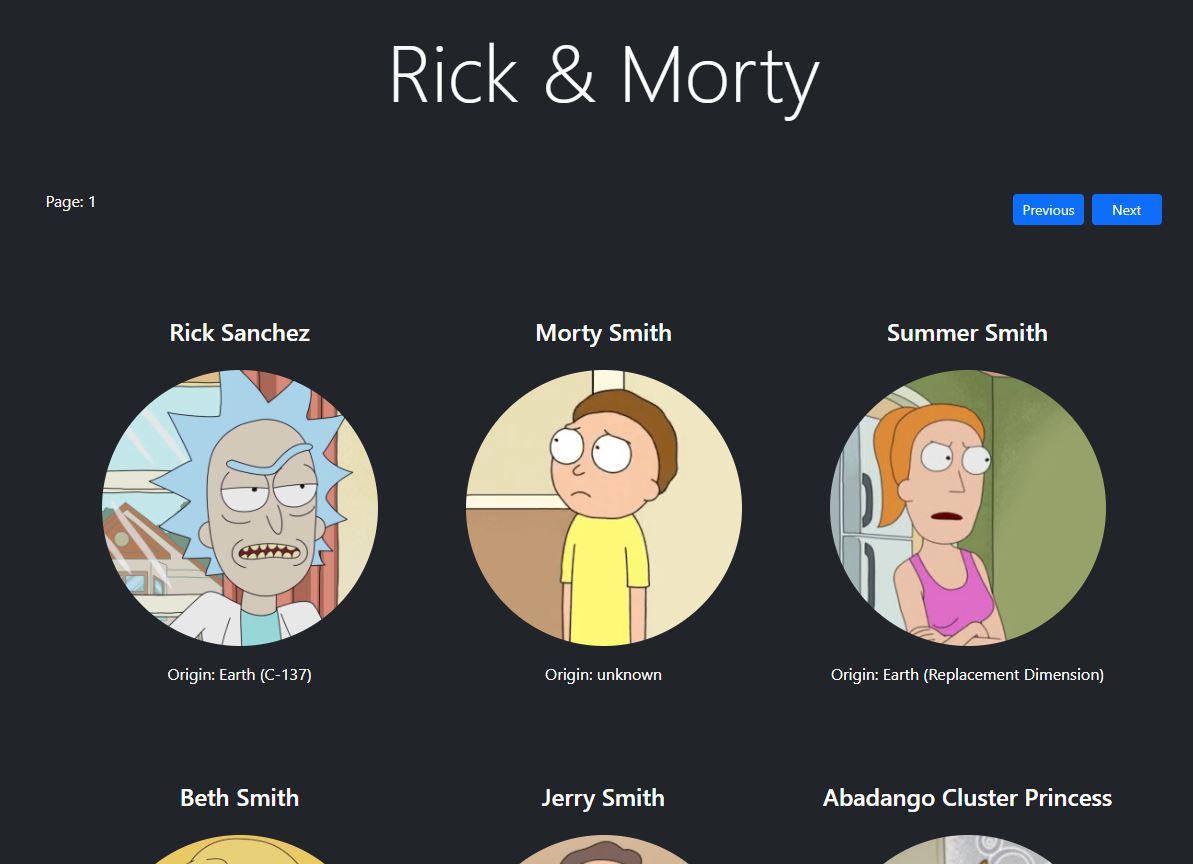 Rick & Morty
Page: 1
Previous Next
Rick Sanchez Morty Smith Summer Smith
Origin: Earth (C-137) Origin: unknown Origin: Earth (Replacement Dimension)
Beth Smith Jerry Smith Abadango Cluster Princess